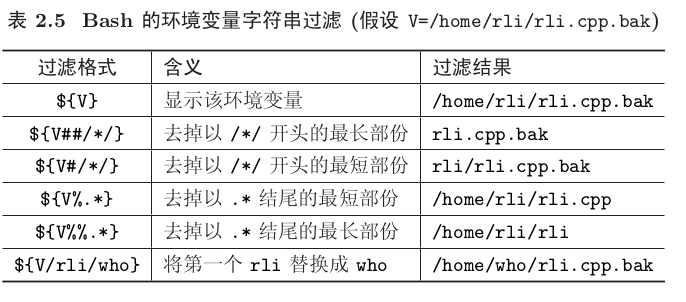 表 2.5 Bash 的环境变量字符串过滤 (假设 V=/home/rli/rli.cpp.bak)
过滤格式 含义 过滤结果
${V} 显示该环境变量 /home/rli/rli.cpp.bak
${V##/*/} 去掉以 /*/ 开头的最长部份 rli.cpp.bak
${V#/*/} 去掉以 /*/ 开头的最短部份 rli/rli.cpp.bak
${V%.*} 去掉以 .* 结尾的最短部份 /home/rli/rli.cpp
${V%%.*} 去掉以 .* 结尾的最长部份 /home/rli/rli
${V/rli/who} 将第一个 rli 替换成 who /home/who/rli.cpp.bak